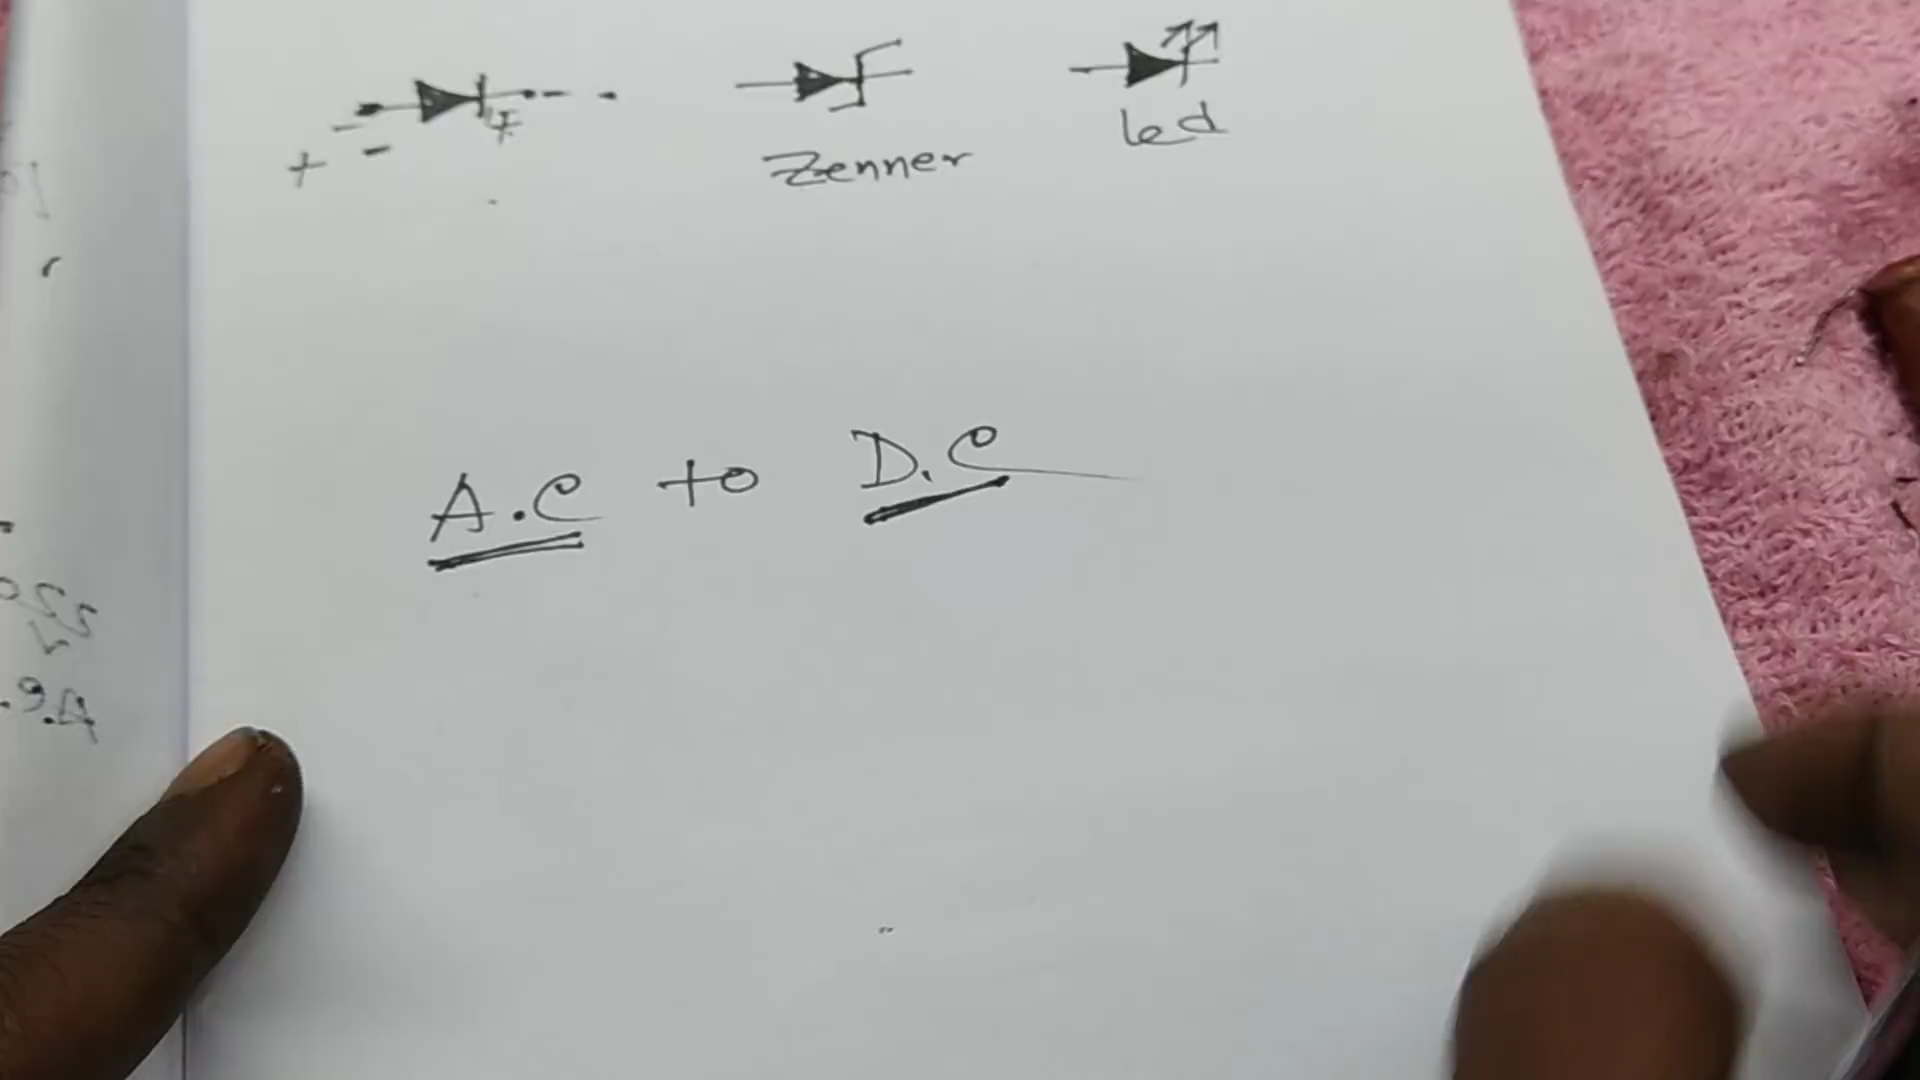 + - - +
Zenner
led
A.C to D.C